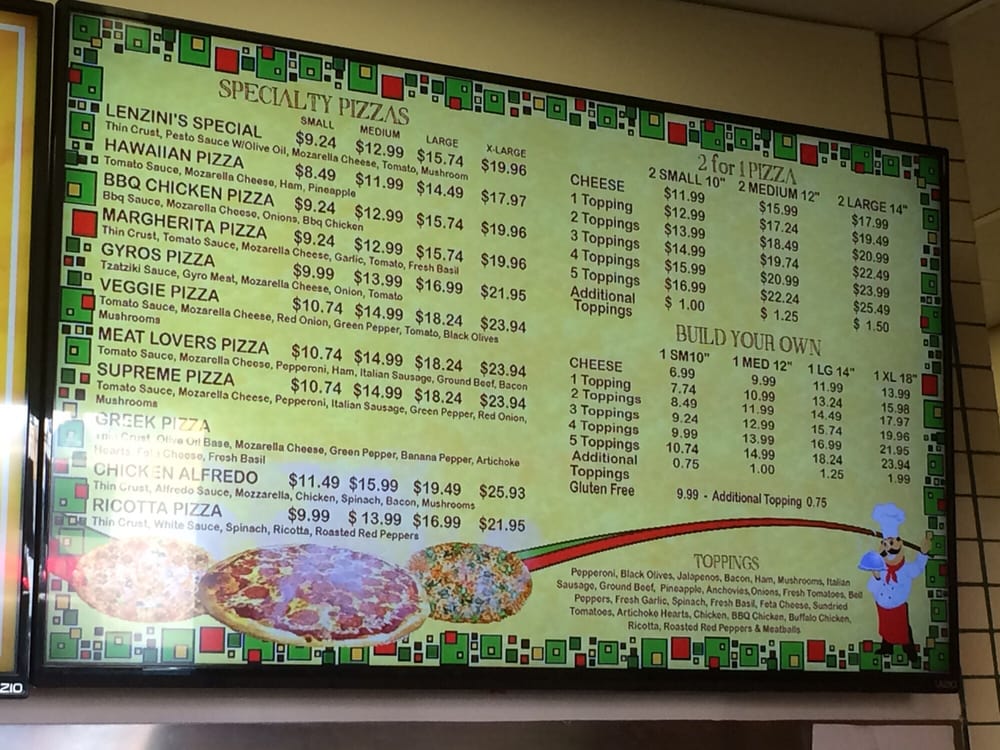 SPECIALTY PIZZAS
SMALL MEDIUM LARGE X-LARGE
LENZINI'S SPECIAL $9.24 $12.99 $15.74 $19.96
Thin Crust, Pesto Sauce W/Olive Oil, Mozarella Cheese, Tomato, Mushroom
HAWAIIAN PIZZA $8.49 $11.99 $14.49 $17.97
Tomato Sauce, Mozarella Cheese, Ham, Pineapple
BBQ CHICKEN PIZZA $9.24 $12.99 $15.74 $19.96
Bbq Sauce, Mozarella Cheese, Onions, Bbq Chicken
MARGHERITA PIZZA $9.24 $12.99 $15.74 $19.96
Thin Crust, Tomato Sauce, Mozarella Cheese, Garlic, Tomato, Fresh Basil
GYROS PIZZA $9.99 $13.99 $16.99 $21.95
Tzatziki Sauce, Gyro Meat, Mozarella Cheese, Onion, Tomato
VEGGIE PIZZA $10.74 $14.99 $18.24 $23.94
Tomato Sauce, Mozarella Cheese, Red Onion, Green Pepper, Tomato, Black Olives
Mushrooms
MEAT LOVERS PIZZA $10.74 $14.99 $18.24 $23.94
Tomato Sauce, Mozarella Cheese, Pepperoni, Ham, Italian Sausage, Ground Beef, Bacon
SUPREME PIZZA $10.74 $14.99 $18.24 $23.94
Tomato Sauce, Mozarella Cheese, Pepperoni, Italian Sausage, Green Pepper, Red Onion,
Mushrooms
GREEK PIZZA
Thin Crust, Olive Oil Base, Mozarella Cheese, Green Pepper, Banana Pepper, Artichoke
Hearts, Feta Cheese, Fresh Basil
CHICKEN ALFREDO $11.49 $15.99 $19.49 $25.93
Thin Crust, Alfredo Sauce, Mozzarella, Chicken, Spinach, Bacon, Mushrooms
RICOTTA PIZZA $9.99 $13.99 $16.99 $21.95
Thin Crust, White Sauce, Spinach, Ricotta, Roasted Red Peppers
2 for 1 PIZZA
2 SMALL 10" 2 MEDIUM 12" 2 LARGE 14"
CHEESE $11.99 $15.99 $17.99
1 Topping $12.99 $17.24 $19.49
2 Toppings $13.99 $18.49 $20.99
3 Toppings $14.99 $19.74 $22.49
4 Toppings $15.99 $20.99 $23.99
5 Toppings $16.99 $22.24 $25.49
Additional $ 1.00 $ 1.25 $ 1.50
Toppings
BUILD YOUR OWN
1 SM10" 1 MED 12" 1 LG 14" 1 XL 18"
CHEESE 6.99 9.99 11.99 13.99
1 Topping 7.74 10.99 13.24 15.98
2 Toppings 8.49 11.99 14.49 17.97
3 Toppings 9.24 12.99 15.74 19.96
4 Toppings 9.99 13.99 16.99 21.95
5 Toppings 10.74 14.99 18.24 23.94
Additional 0.75 1.00 1.25 1.99
Toppings
Gluten Free 9.99 - Additional Topping 0.75
TOPPINGS
Pepperoni, Black Olives, Jalapenos, Bacon, Ham, Mushrooms, Italian
Sausage, Ground Beef, Pineapple, Anchovies,Onions, Fresh Tomatoes, Bell
Peppers, Fresh Garlic, Spinach, Fresh Basil, Feta Cheese, Sundried
Tomatoes, Artichoke Hearts, Chicken, BBQ Chicken, Buffalo Chicken,
Ricotta, Roasted Red Peppers & Meatballs
ZIO
VIZIO